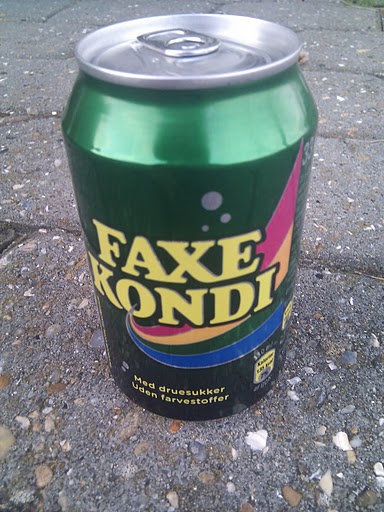 FAXE
KONDI
Med druesukker
Uden farvestoffer